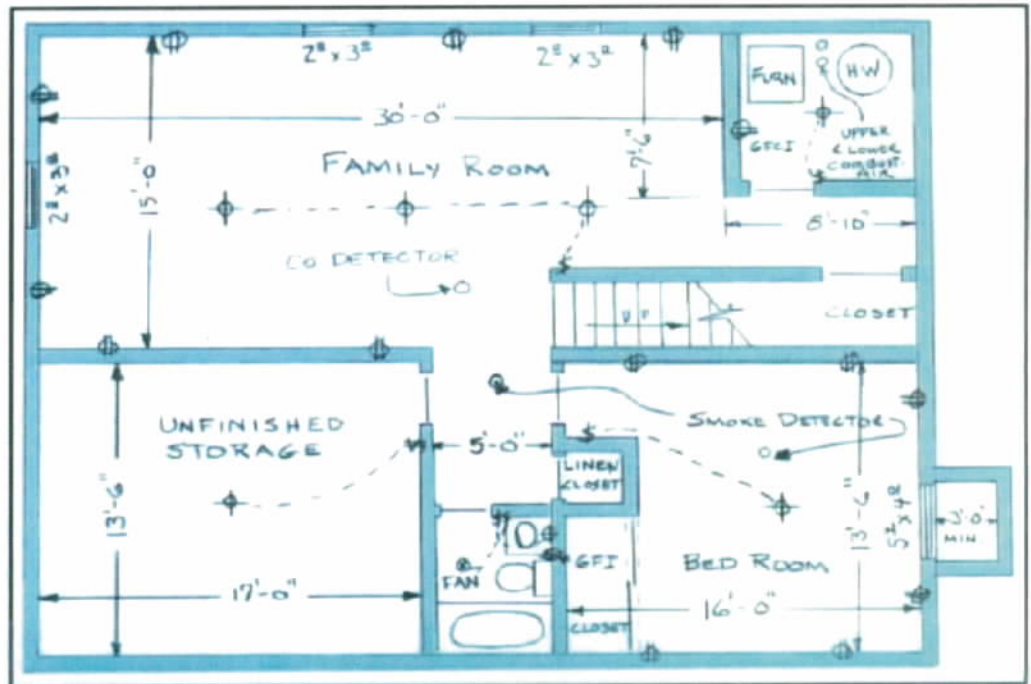 2⁸ x 3⁸
2⁸ x 3⁸
30'-0"
7'-6"
FURN
HW
GFCI
UPPER
& LOWER
COMBUST.
AIR
FAMILY ROOM
15'-0"
8'-10"
CO DETECTOR
UP
CLOSET
UNFINISHED
STORAGE
SMOKE DETECTOR
5'-0"
LINEN
CLOSET
13'-6"
13'-6"
3'-0"
MIN.
FAN
GFI
BED ROOM
17'-0"
16'-0"
CLOSET